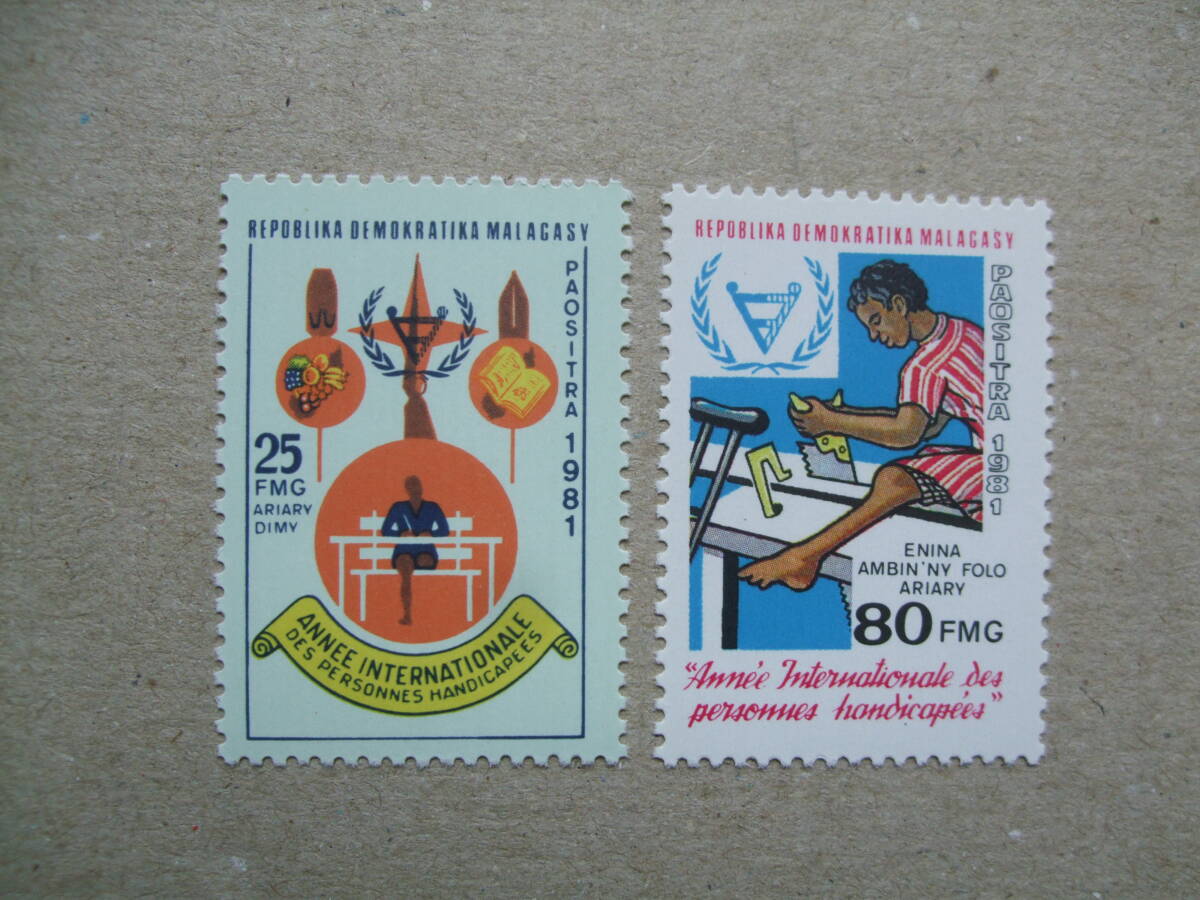 REPOBLIKA DEMOKRATIKA MALAGASY
PAOSITRA 1981
25
FMG
ARIARY
DIMY
ANNEE INTERNATIONALE
DES PERSONNES HANDICAPEES
REPOBLIKA DEMOKRATIKA MALAGASY
PAOSITRA 1981
ENINA
AMBIN'NY FOLO
ARIARY
80 FMG
"Année Internationale des
personnes handicapées"